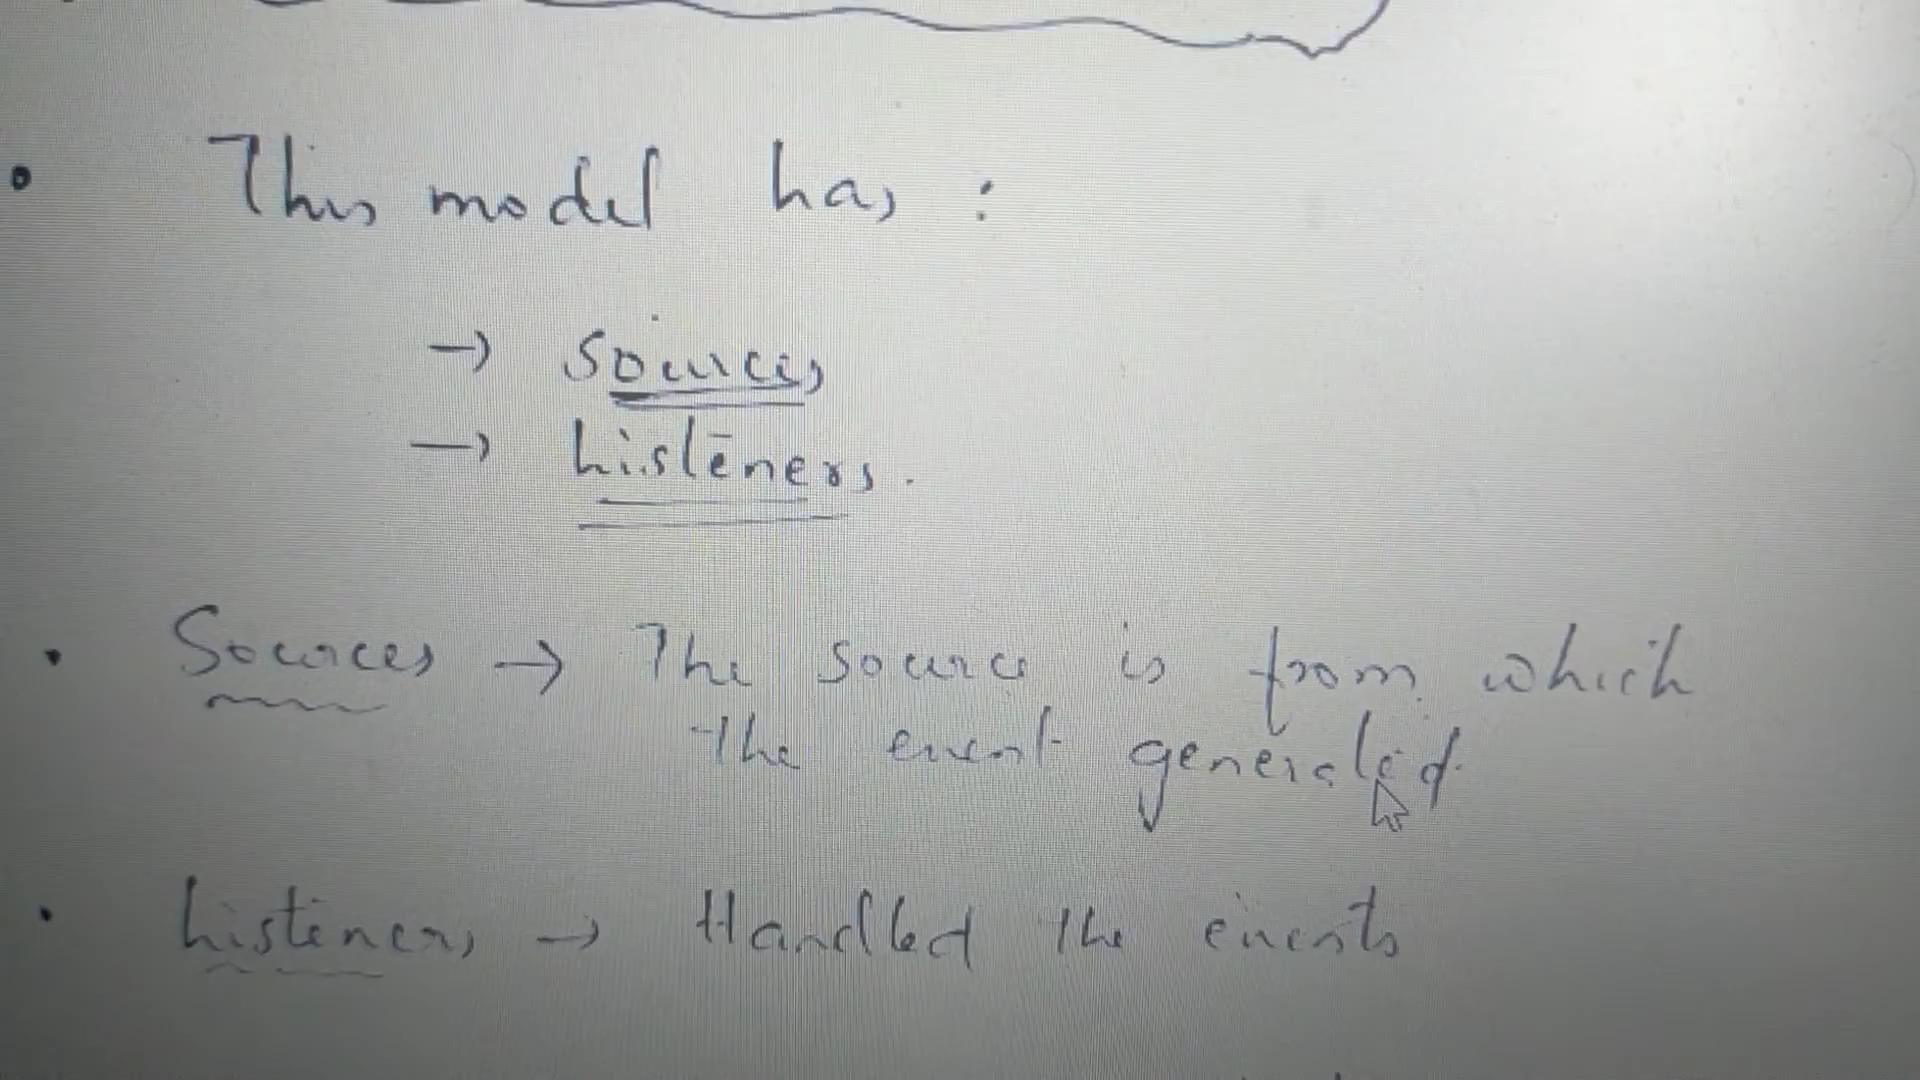 • This model has :
→ Sources
→ Listeners.
• Sources → The source is from which
the event generated.
• Listeners → Handled the events